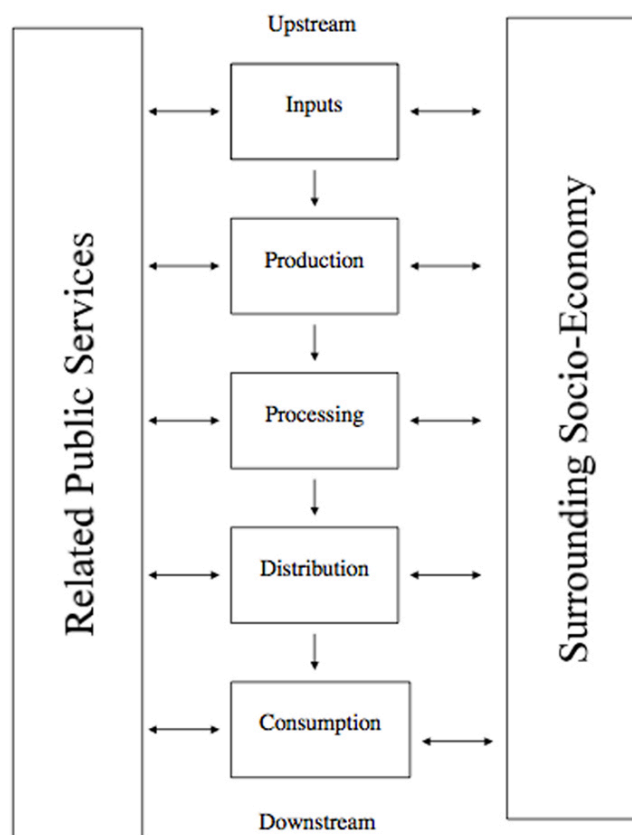 Upstream
Inputs
Production
Processing
Distribution
Consumption
Downstream
Related Public Services
Surrounding Socio-Economy